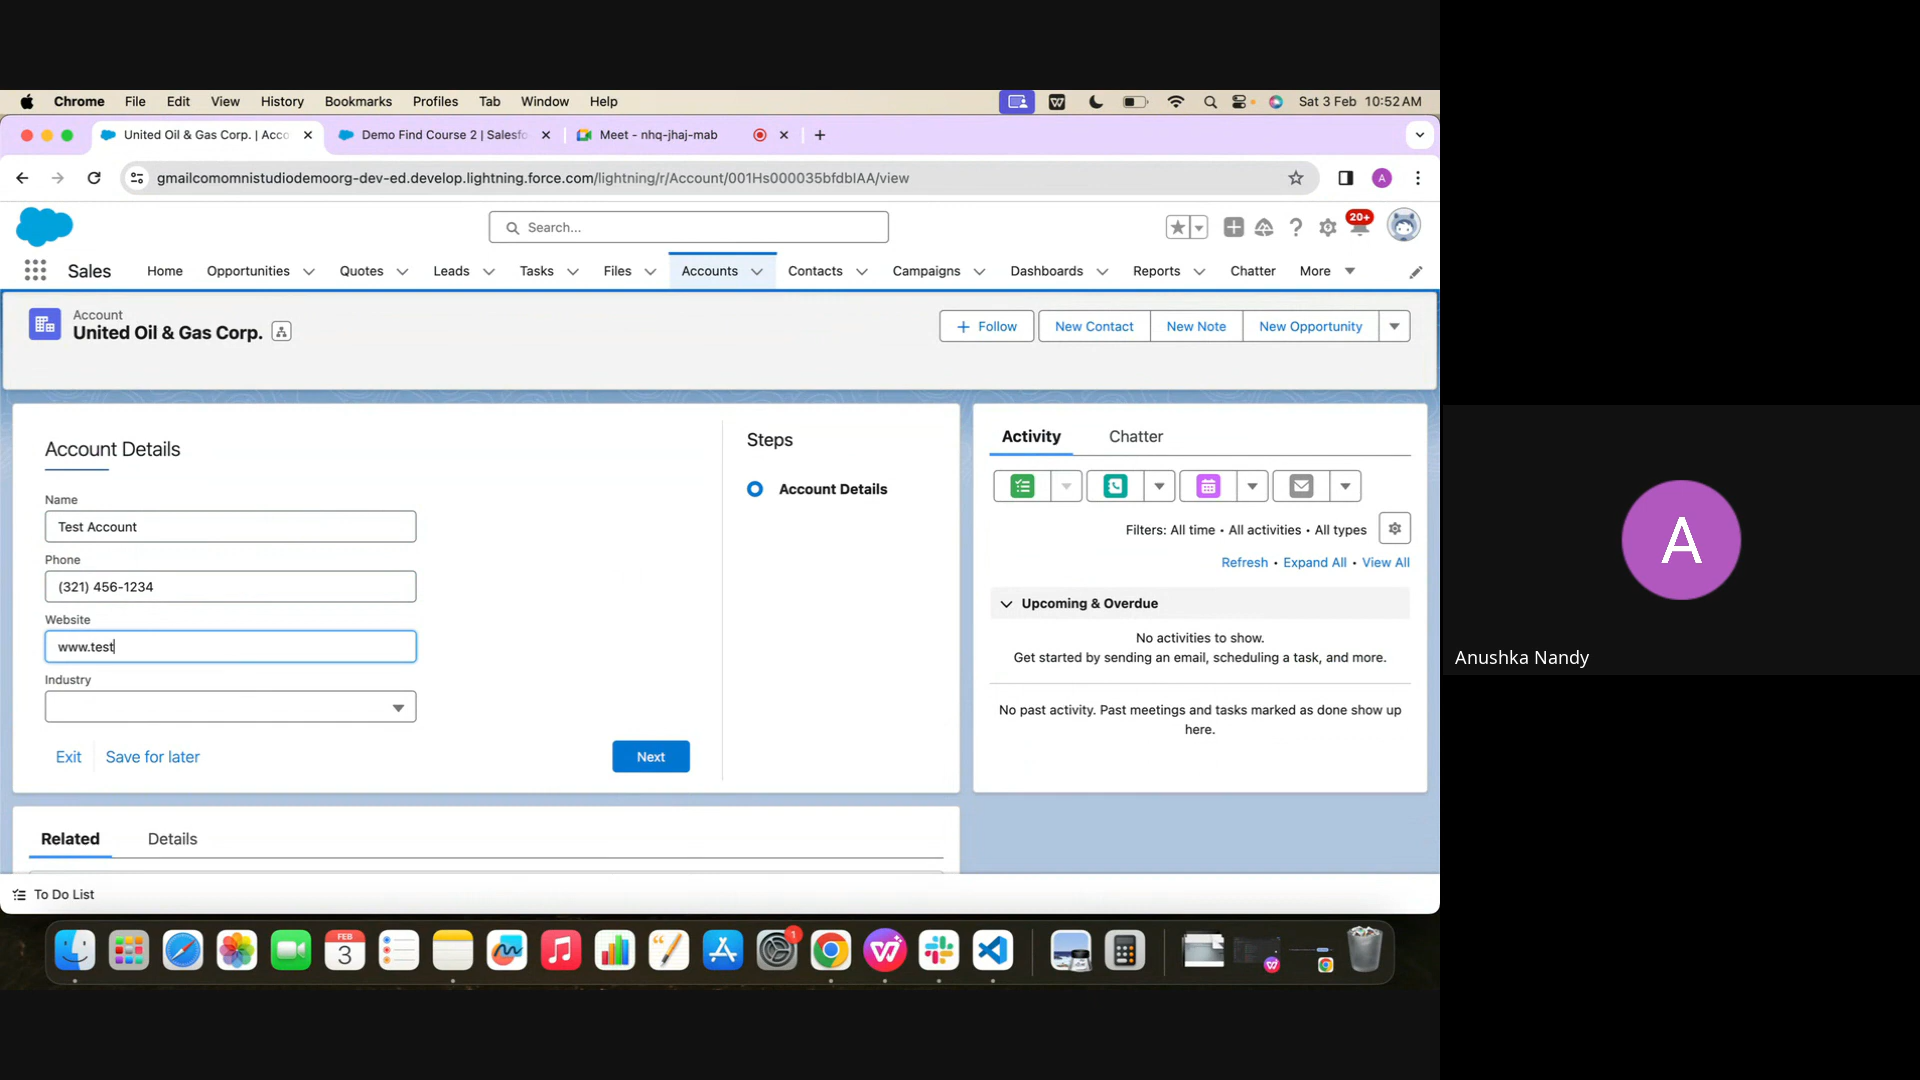 Chrome File Edit View History Bookmarks Profiles Tab Window Help Sat 3 Feb 10:52 AM
United Oil & Gas Corp. | Acco Demo Find Course 2 | Salesfo Meet - nhq-jhaj-mab
gmailcomomnistudiodemoorg-dev-ed.develop.lightning.force.com/lightning/r/Account/001Hs000035bfdbIAA/view A
Search... 20+
Sales Home Opportunities Quotes Leads Tasks Files Accounts Contacts Campaigns Dashboards Reports Chatter More
Account
United Oil & Gas Corp.
+ Follow New Contact New Note New Opportunity
Account Details
Name
Test Account
Phone
(321) 456-1234
Website
www.test
Industry
Exit Save for later Next
Steps
Account Details
Activity Chatter
Filters: All time • All activities • All types
Refresh • Expand All • View All
Upcoming & Overdue
No activities to show.
Get started by sending an email, scheduling a task, and more.
No past activity. Past meetings and tasks marked as done show up
here.
Related Details
To Do List
FEB
3
1
A
Anushka Nandy